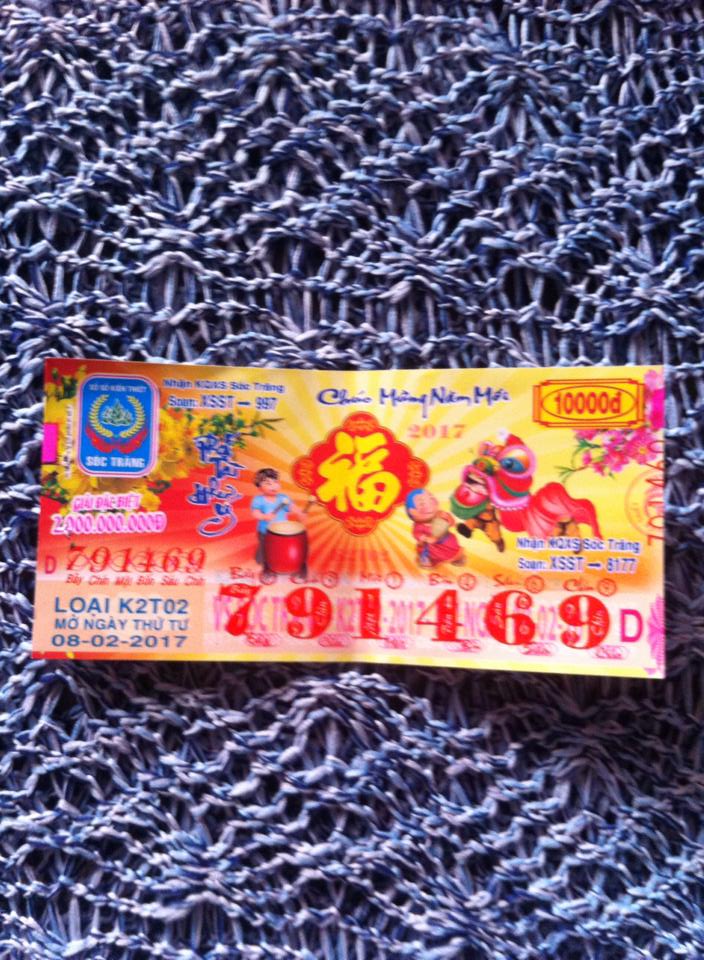 XỔ SỐ KIẾN THIẾT
SÓC TRĂNG
Nhận KQXS Sóc Trăng
Soạn: XSST → 997
Chúc Mừng Năm Mới
2017
10000đ
福
GIẢI ĐẶC BIỆT
2.000.000.000Đ
D 791469
Bảy Chín Một Bốn Sáu Chín
Nhận KQXS Sóc Trăng
Soạn: XSST → 8177
LOẠI K2T02
MỞ NGÀY THỨ TƯ
08-02-2017
791469 D